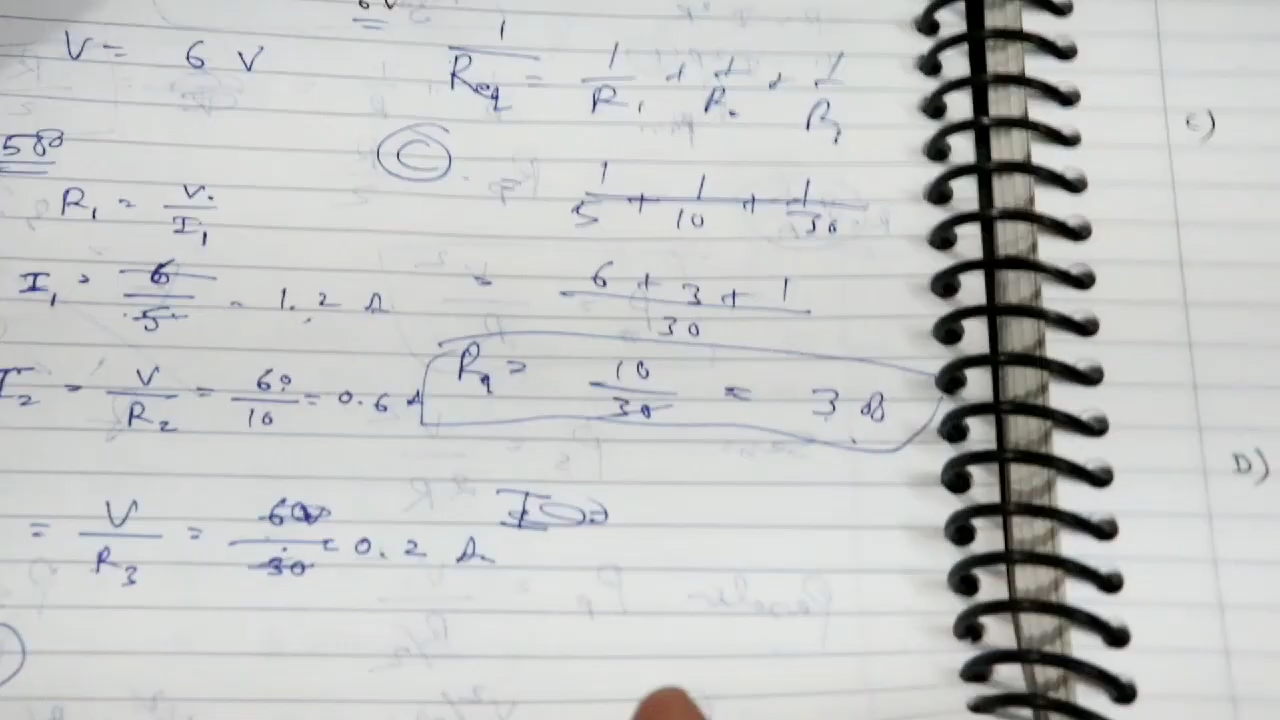 V = 6 V
1/Req = 1/R1 + 1/R2 + 1/R3
580
C
R1 = V/I1
1/5 + 1/10 + 1/30
I1 = 6/5 = 1.2 A
= 6 + 3 + 1/30
I2 = V/R2 = 60/10 = 0.6 A
Rq = 10/30 = 3 Ω
= V/R3 = 60/30 = 0.2 A
C)
D)